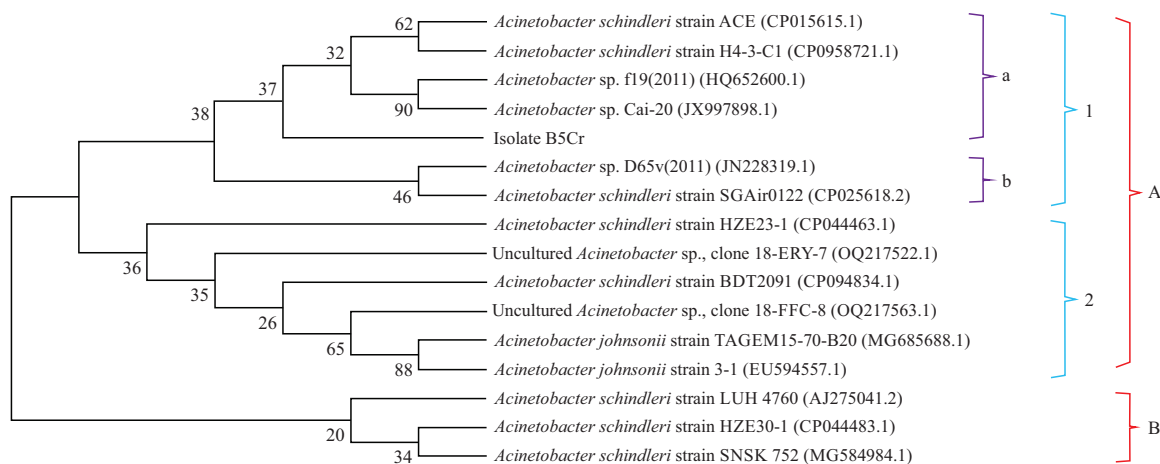 62 Acinetobacter schindleri strain ACE (CP015615.1)
32 Acinetobacter schindleri strain H4-3-C1 (CP0958721.1)
37 Acinetobacter sp. f19(2011) (HQ652600.1) a
90 Acinetobacter sp. Cai-20 (JX997898.1) 1
38 Isolate B5Cr
Acinetobacter sp. D65v(2011) (JN228319.1) b
46 Acinetobacter schindleri strain SGAir0122 (CP025618.2) A
Acinetobacter schindleri strain HZE23-1 (CP044463.1)
36 Uncultured Acinetobacter sp., clone 18-ERY-7 (OQ217522.1)
35 Acinetobacter schindleri strain BDT2091 (CP094834.1)
26 Uncultured Acinetobacter sp., clone 18-FFC-8 (OQ217563.1) 2
65 Acinetobacter johnsonii strain TAGEM15-70-B20 (MG685688.1)
88 Acinetobacter johnsonii strain 3-1 (EU594557.1)
Acinetobacter schindleri strain LUH 4760 (AJ275041.2)
20 Acinetobacter schindleri strain HZE30-1 (CP044483.1) B
34 Acinetobacter schindleri strain SNSK 752 (MG584984.1)